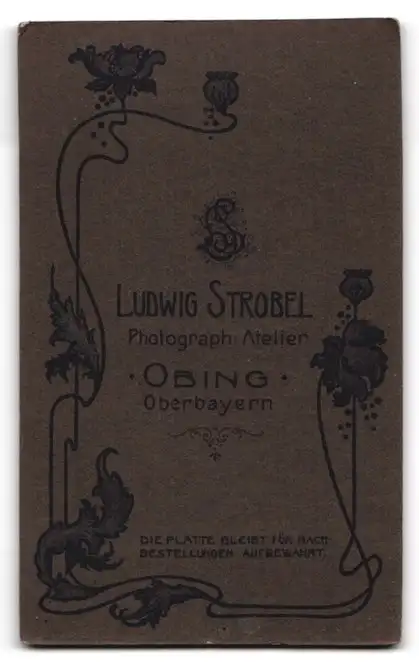 LS
LUDWIG STROBEL
Photograph. Atelier
· OBING ·
Oberbayern
DIE PLATTE BLEIBT FÜR NACH
BESTELLUNGEN AUFBEWAHRT.